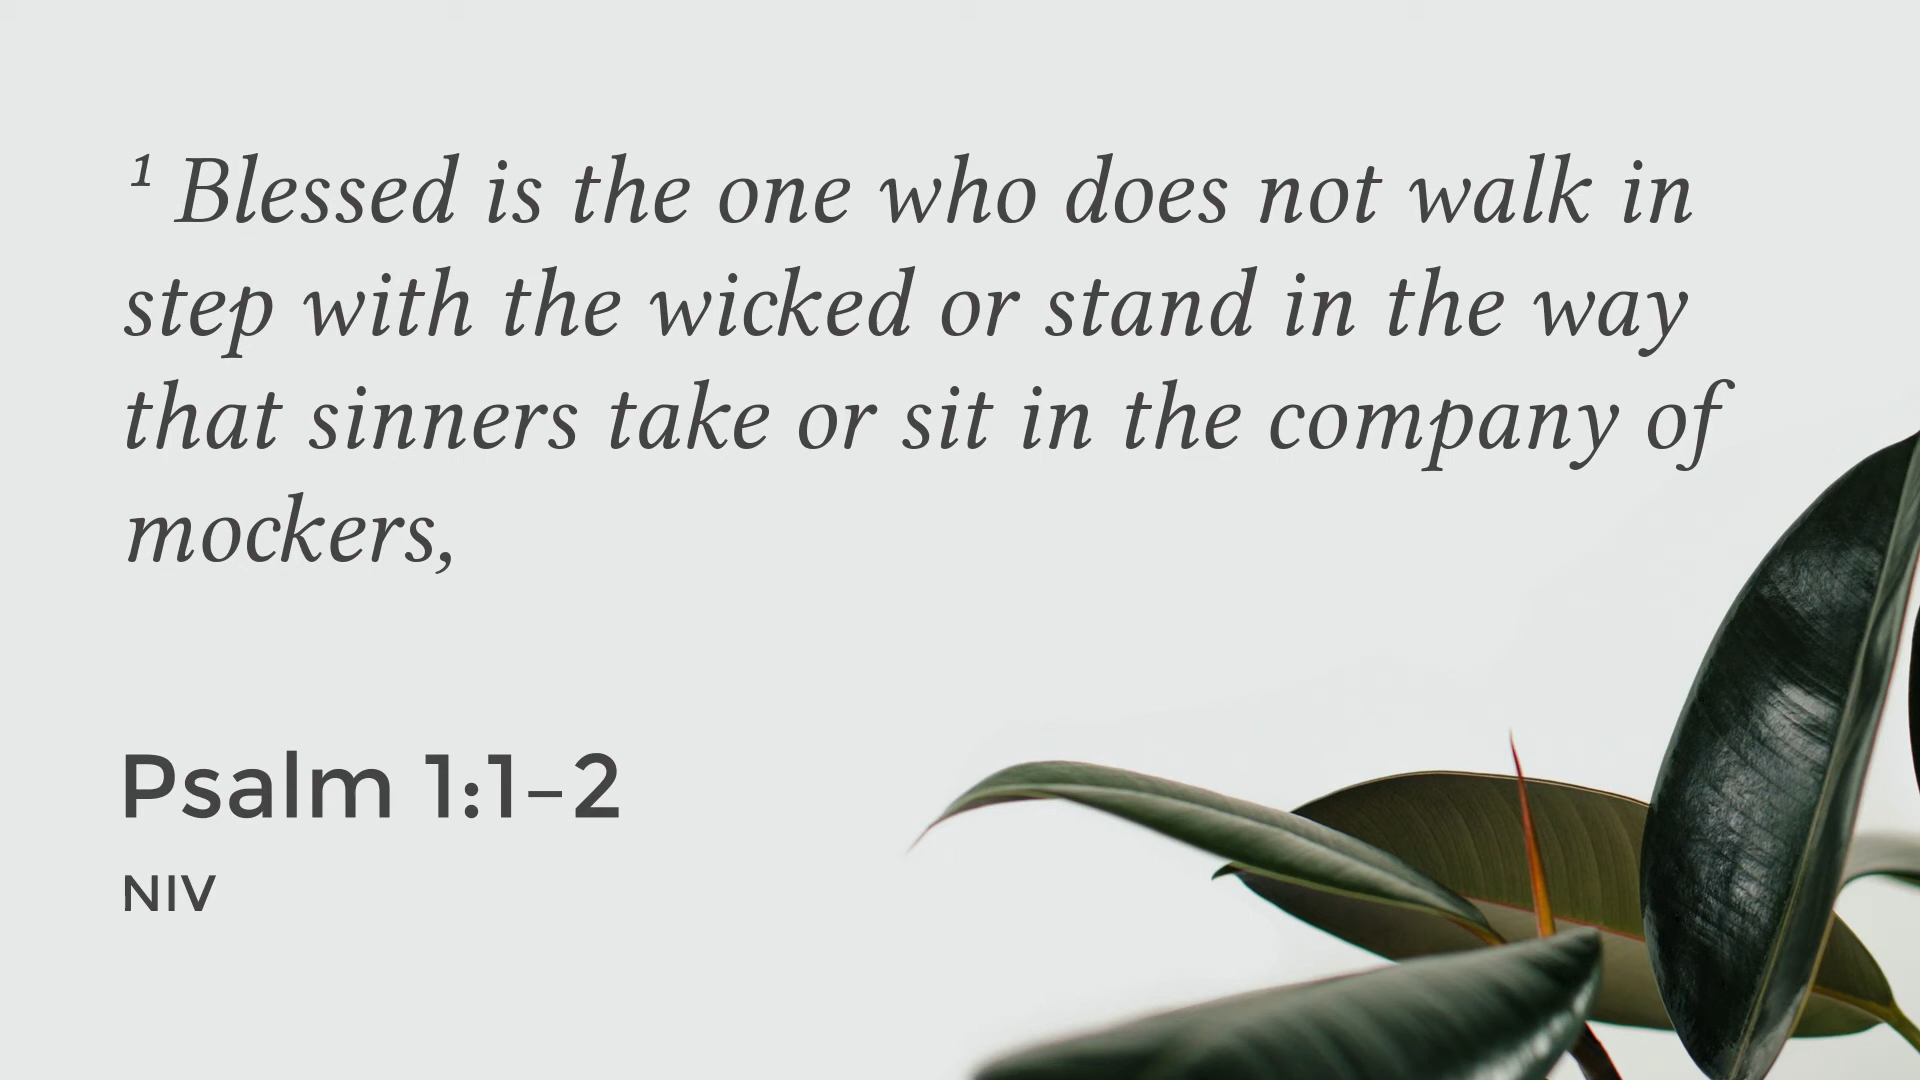 ¹ Blessed is the one who does not walk in
step with the wicked or stand in the way
that sinners take or sit in the company of
mockers,
Psalm 1:1–2
NIV